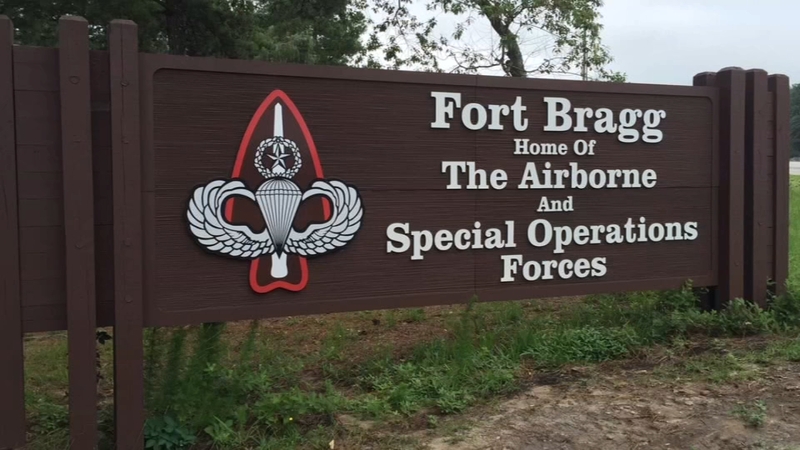 Fort Bragg
Home Of
The Airborne
And
Special Operations
Forces